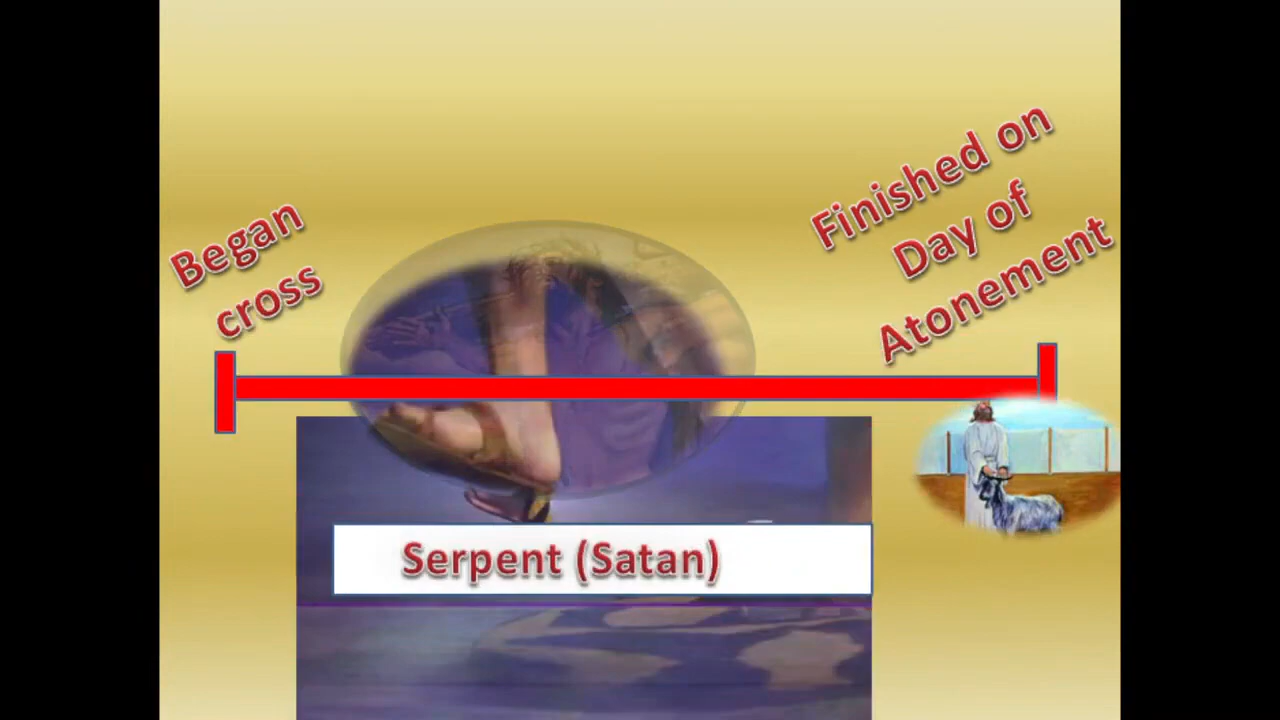 Began
cross
Finished on
Day of
Atonement
Serpent (Satan)